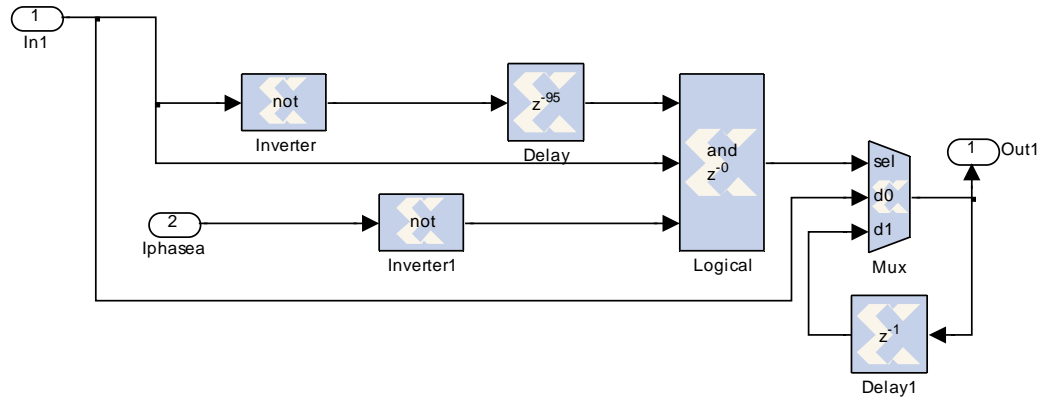 1
In1
not
Inverter
z-95
Delay
and
z-0
Logical
2
Iphasea
not
Inverter1
sel
d0
d1
Mux
1
Out1
z-1
Delay1